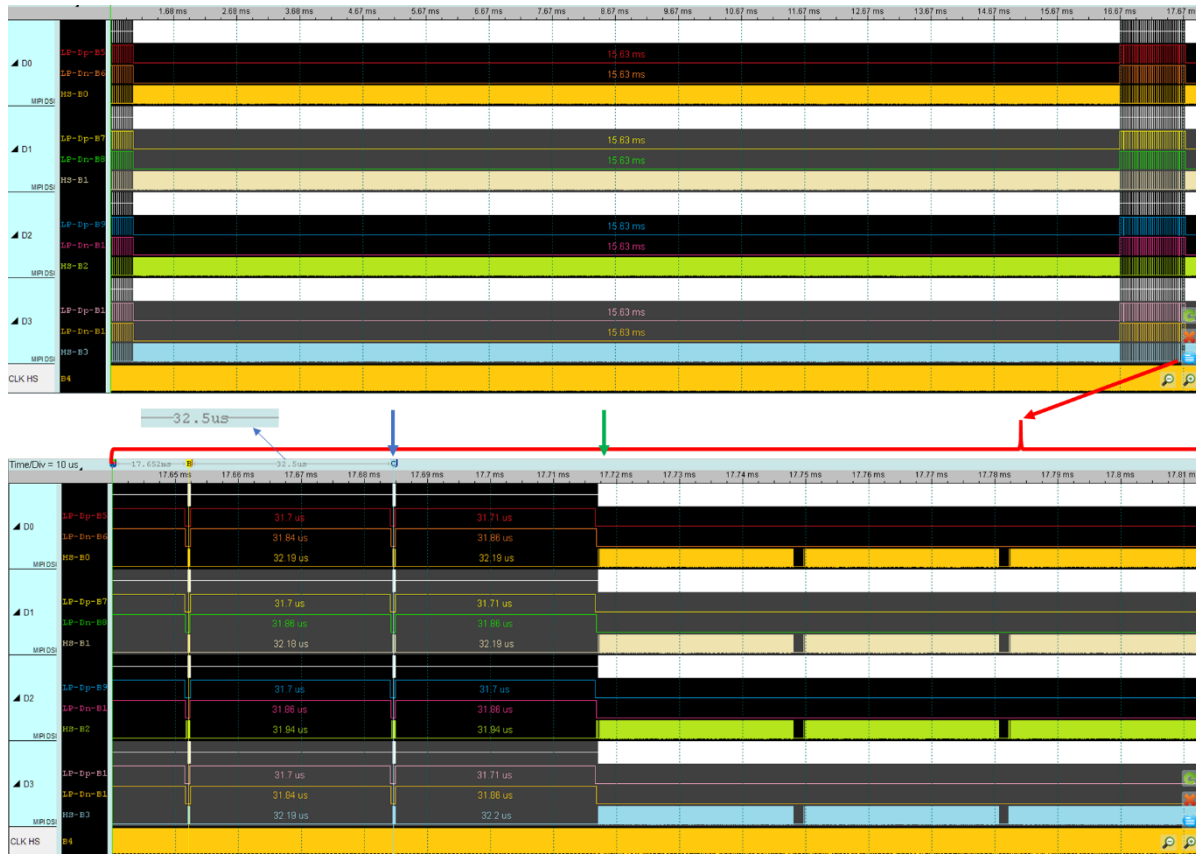 1.68 ms 2.68 ms 3.68 ms 4.67 ms 5.67 ms 6.67 ms 7.67 ms 8.67 ms 9.67 ms 10.67 ms 11.67 ms 12.67 ms 13.67 ms 14.67 ms 15.67 ms 16.67 ms 17.67 m
LP-Dp-B5 15.63 ms
D0
LP-Dn-B6 15.63 ms
HS-B0
MIPI DSI
LP-Dp-B7 15.63 ms
D1
LP-Dn-B8 15.63 ms
HS-B1
MIPI DSI
LP-Dp-B9 15.63 ms
D2
LP-Dn-B1 15.63 ms
HS-B2
MIPI DSI
LP-Dp-B1 15.63 ms
D3
LP-Dn-B1 15.63 ms
HS-B3
MIPI DSI
CLK HS B4
32.5us
Time/Div = 10 us 17.652ms B 32.5us C
17.65 ms 17.66 ms 17.67 ms 17.68 ms 17.69 ms 17.7 ms 17.71 ms 17.72 ms 17.73 ms 17.74 ms 17.75 ms 17.76 ms 17.77 ms 17.78 ms 17.79 ms 17.8 ms 17.81 m
LP-Dp-B5 31.7 us 31.71 us
D0
LP-Dn-B6 31.84 us 31.86 us
HS-B0 32.19 us 32.19 us
MIPI DSI
LP-Dp-B7 31.7 us 31.71 us
D1
LP-Dn-B8 31.86 us 31.86 us
HS-B1 32.18 us 32.19 us
MIPI DSI
LP-Dp-B9 31.7 us 31.7 us
D2
LP-Dn-B1 31.86 us 31.86 us
HS-B2 31.94 us 31.94 us
MIPI DSI
LP-Dp-B1 31.7 us 31.71 us
D3
LP-Dn-B1 31.84 us 31.86 us
HS-B3 32.19 us 32.2 us
MIPI DSI
CLK HS B4